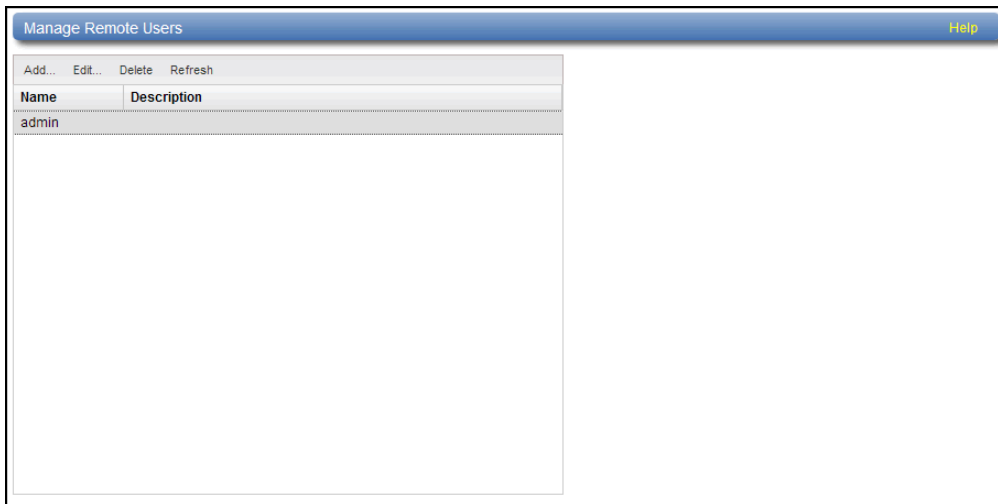 Manage Remote Users Help
Add... Edit... Delete Refresh
Name Description
admin